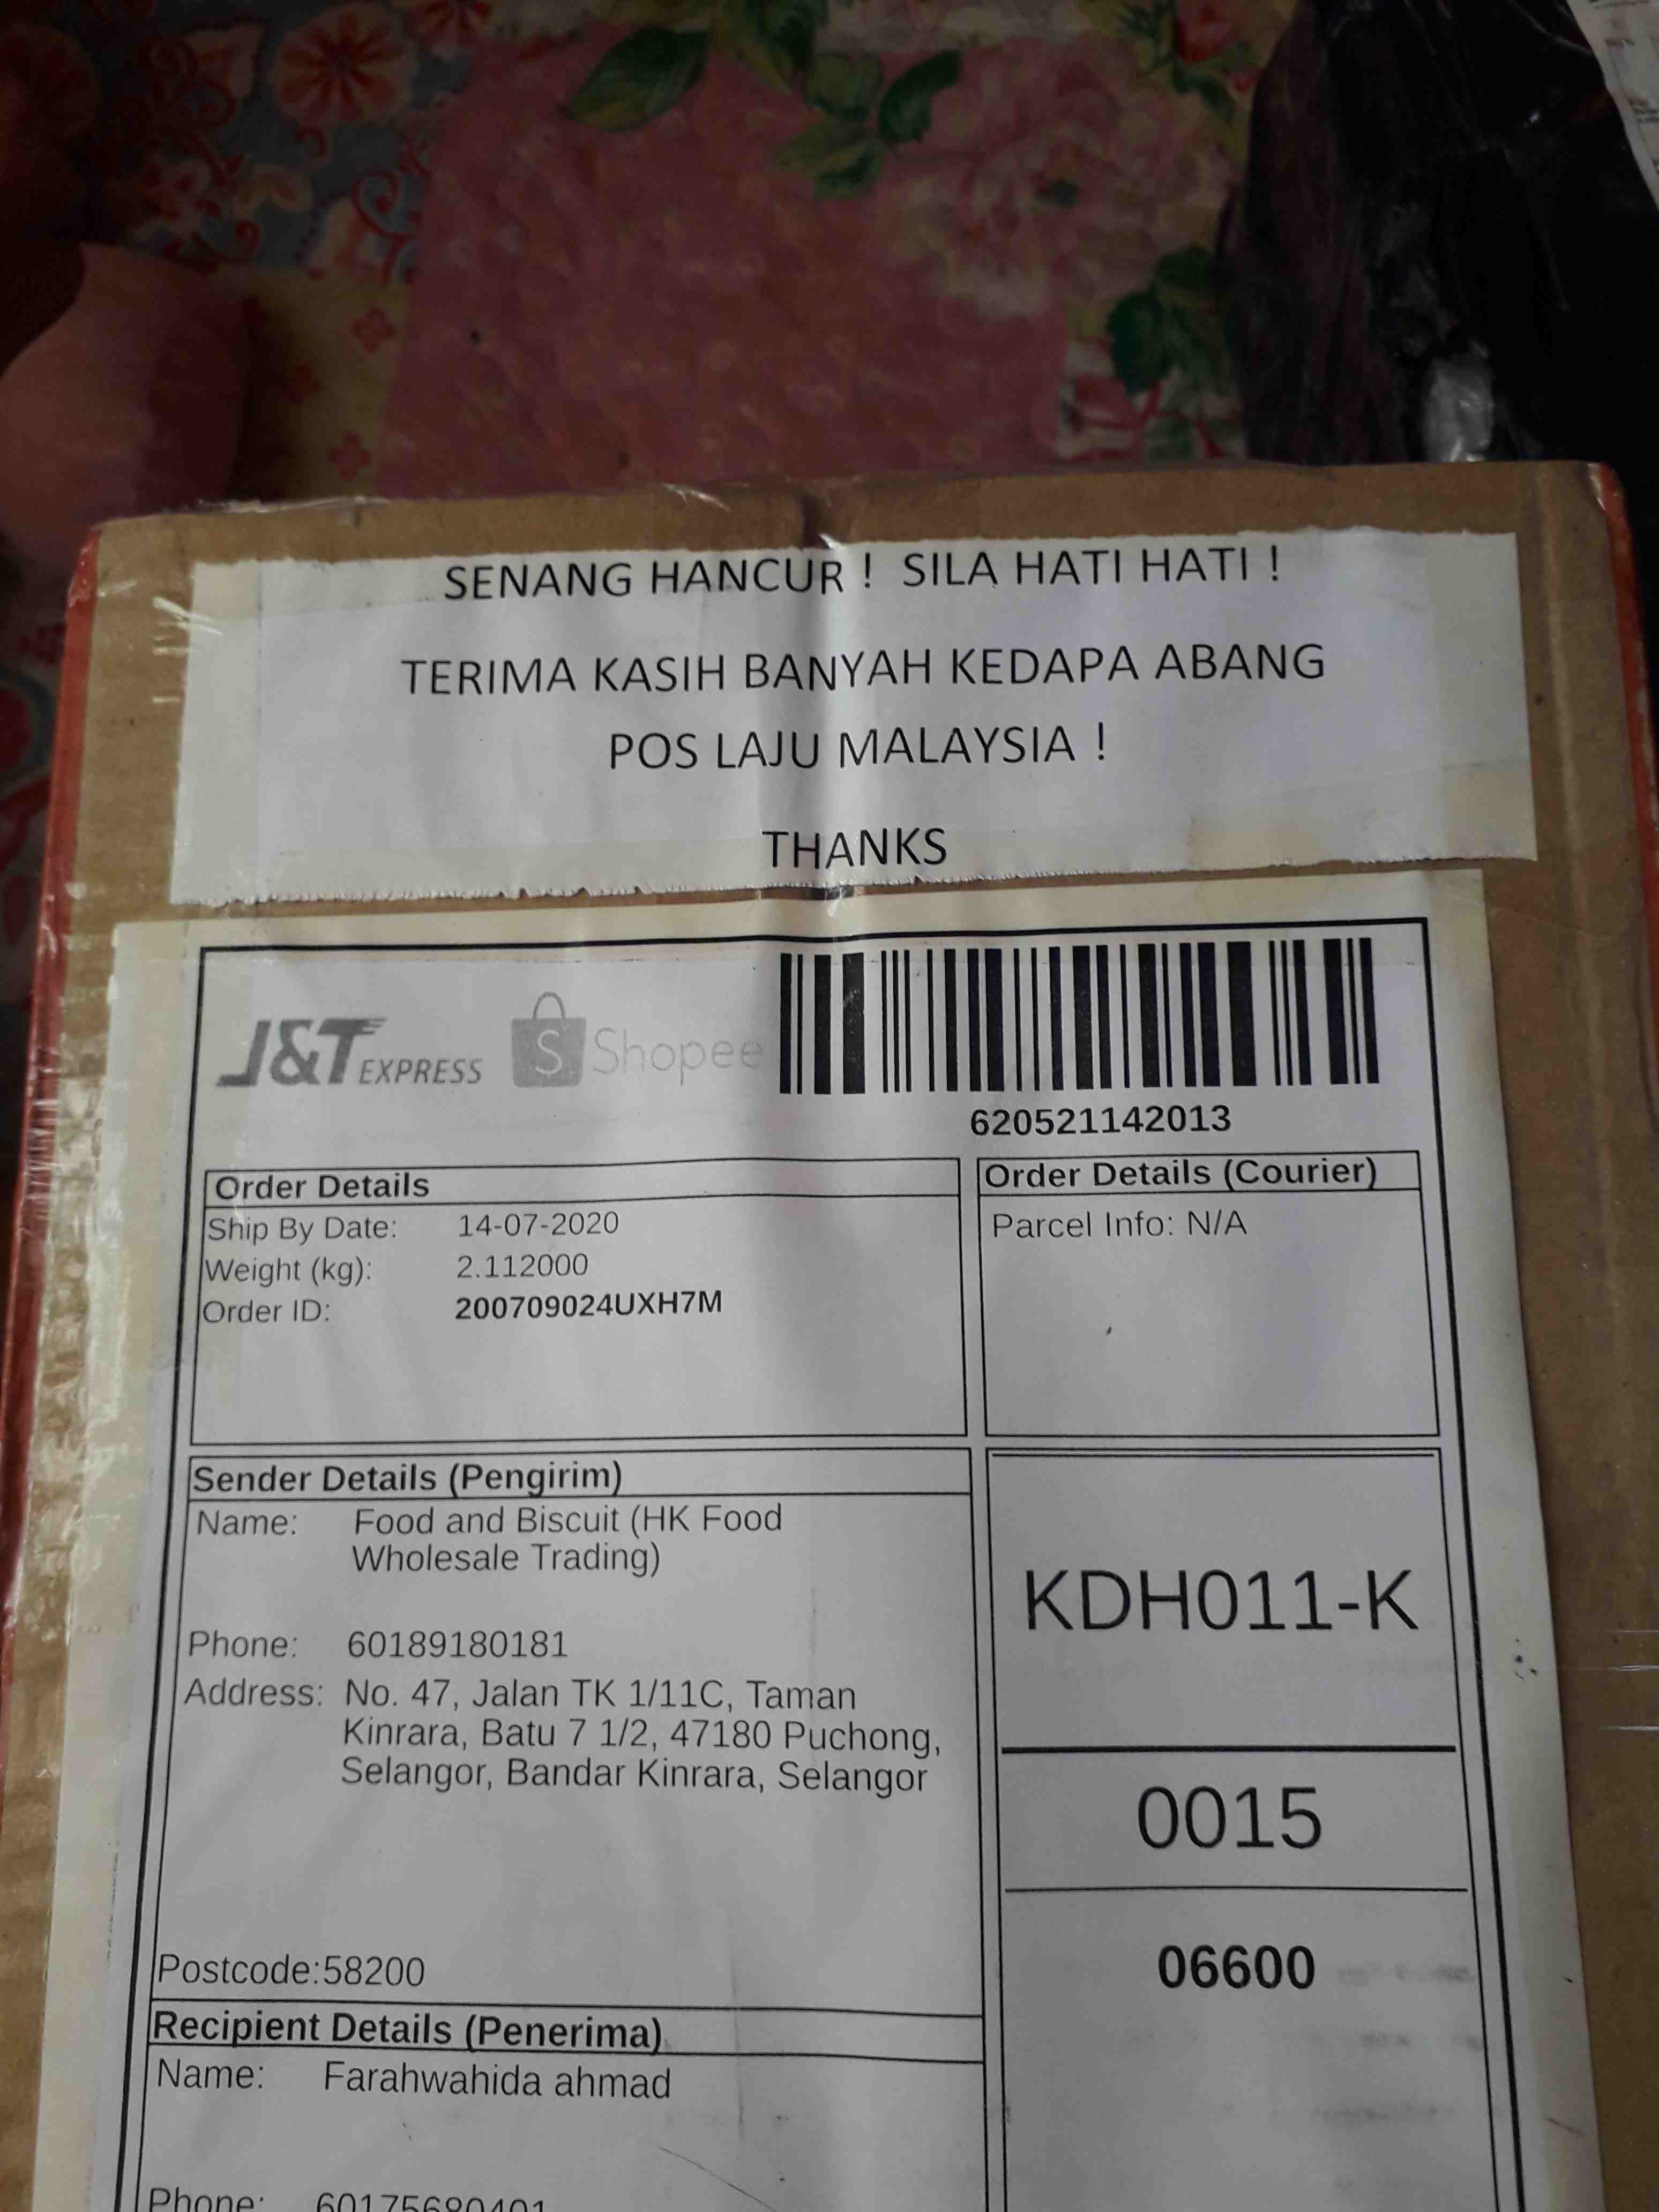 SENANG HANCUR ! SILA HATI HATI !
TERIMA KASIH BANYAH KEDAPA ABANG
POS LAJU MALAYSIA !
THANKS
J&T EXPRESS
Shopee
620521142013
Order Details
Ship By Date: 14-07-2020
Weight (kg): 2.112000
Order ID: 200709024UXH7M
Order Details (Courier)
Parcel Info: N/A
Sender Details (Pengirim)
Name: Food and Biscuit (HK Food
Wholesale Trading)
Phone: 60189180181
Address: No. 47, Jalan TK 1/11C, Taman
Kinrara, Batu 7 1/2, 47180 Puchong,
Selangor, Bandar Kinrara, Selangor
Postcode:58200
KDH011-K
0015
06600
Recipient Details (Penerima)
Name: Farahwahida ahmad
Phone: 60175680401